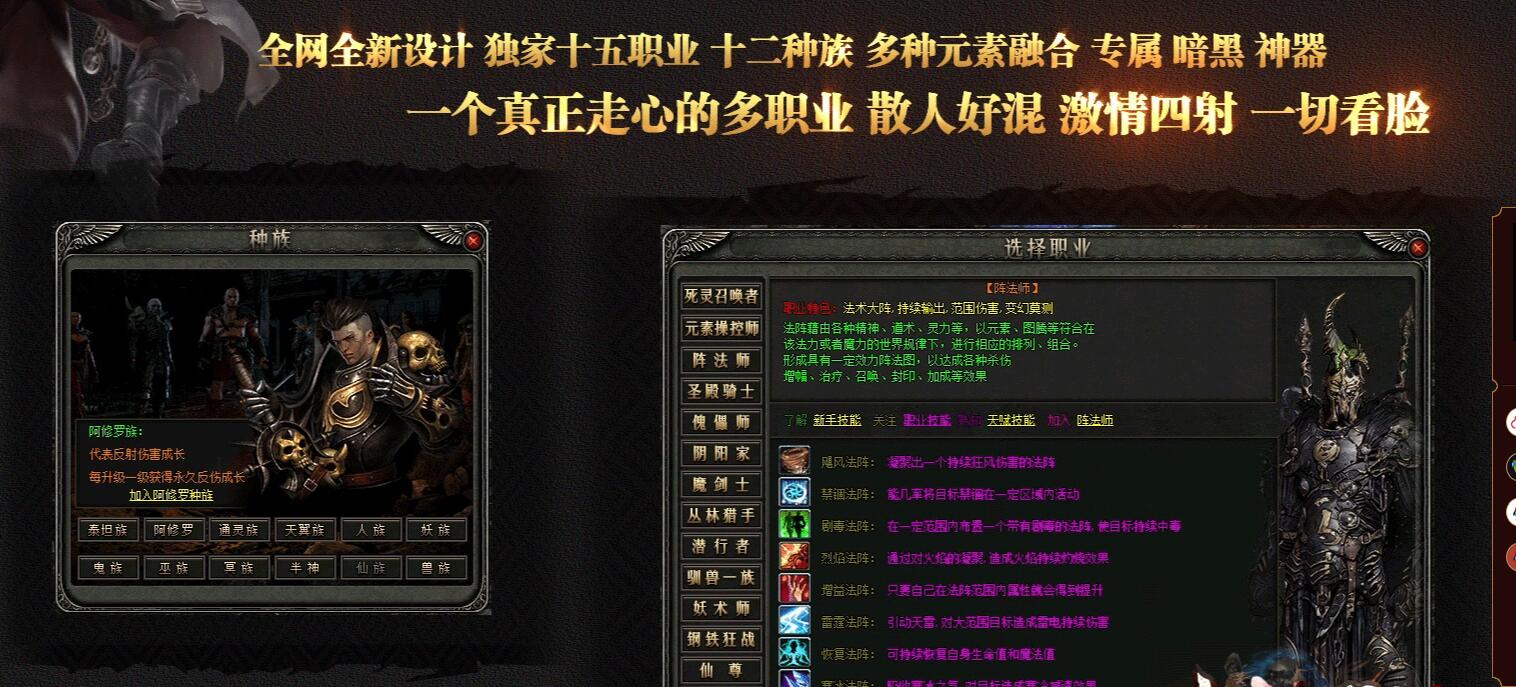 全网全新设计 独家十五职业 十二种族 多种元素融合 专属 暗黑 神器
一个真正走心的多职业 散人好混 激情四射 一切看脸
种族
阿修罗族:
代表反射伤害成长
每升级一级获得永久反伤成长
加入阿修罗种族
泰坦族 阿修罗 通灵族 天翼族 人族 妖族
鬼族 巫族 冥族 半神 仙族 兽族
选择职业
死灵召唤者
元素操控师
阵法师
圣殿骑士
傀儡师
阴阳家
魔剑士
丛林猎手
潜行者
驯兽一族
妖术师
钢铁狂战
仙尊
【阵法师】
职业特色: 法术大阵,持续输出,范围伤害,变幻莫测
法阵藉由各种精神、道术、灵力等，以元素、图腾等符合在
该法力或者魔力的世界规律下，进行相应的排列、组合。
形成具有一定效力阵法图，以达成各种杀伤
增幅、治疗、召唤、封印、加成等效果
了解 新手技能 关注 职业技能 天赋技能 加入 阵法师
飓风法阵: 凝聚出一个持续狂风伤害的法阵
禁锢法阵: 能几率将目标禁锢在一定区域内活动
剧毒法阵: 在一定范围内布置一个带有剧毒的法阵,使目标持续中毒
烈焰法阵: 通过对火焰的凝聚,造成火焰持续灼烧效果
增益法阵: 只要自己在法阵范围内属性就会得到提升
雷霆法阵: 引动天雷,对大范围目标造成雷电持续伤害
恢复法阵: 可持续恢复自身生命值和魔法值